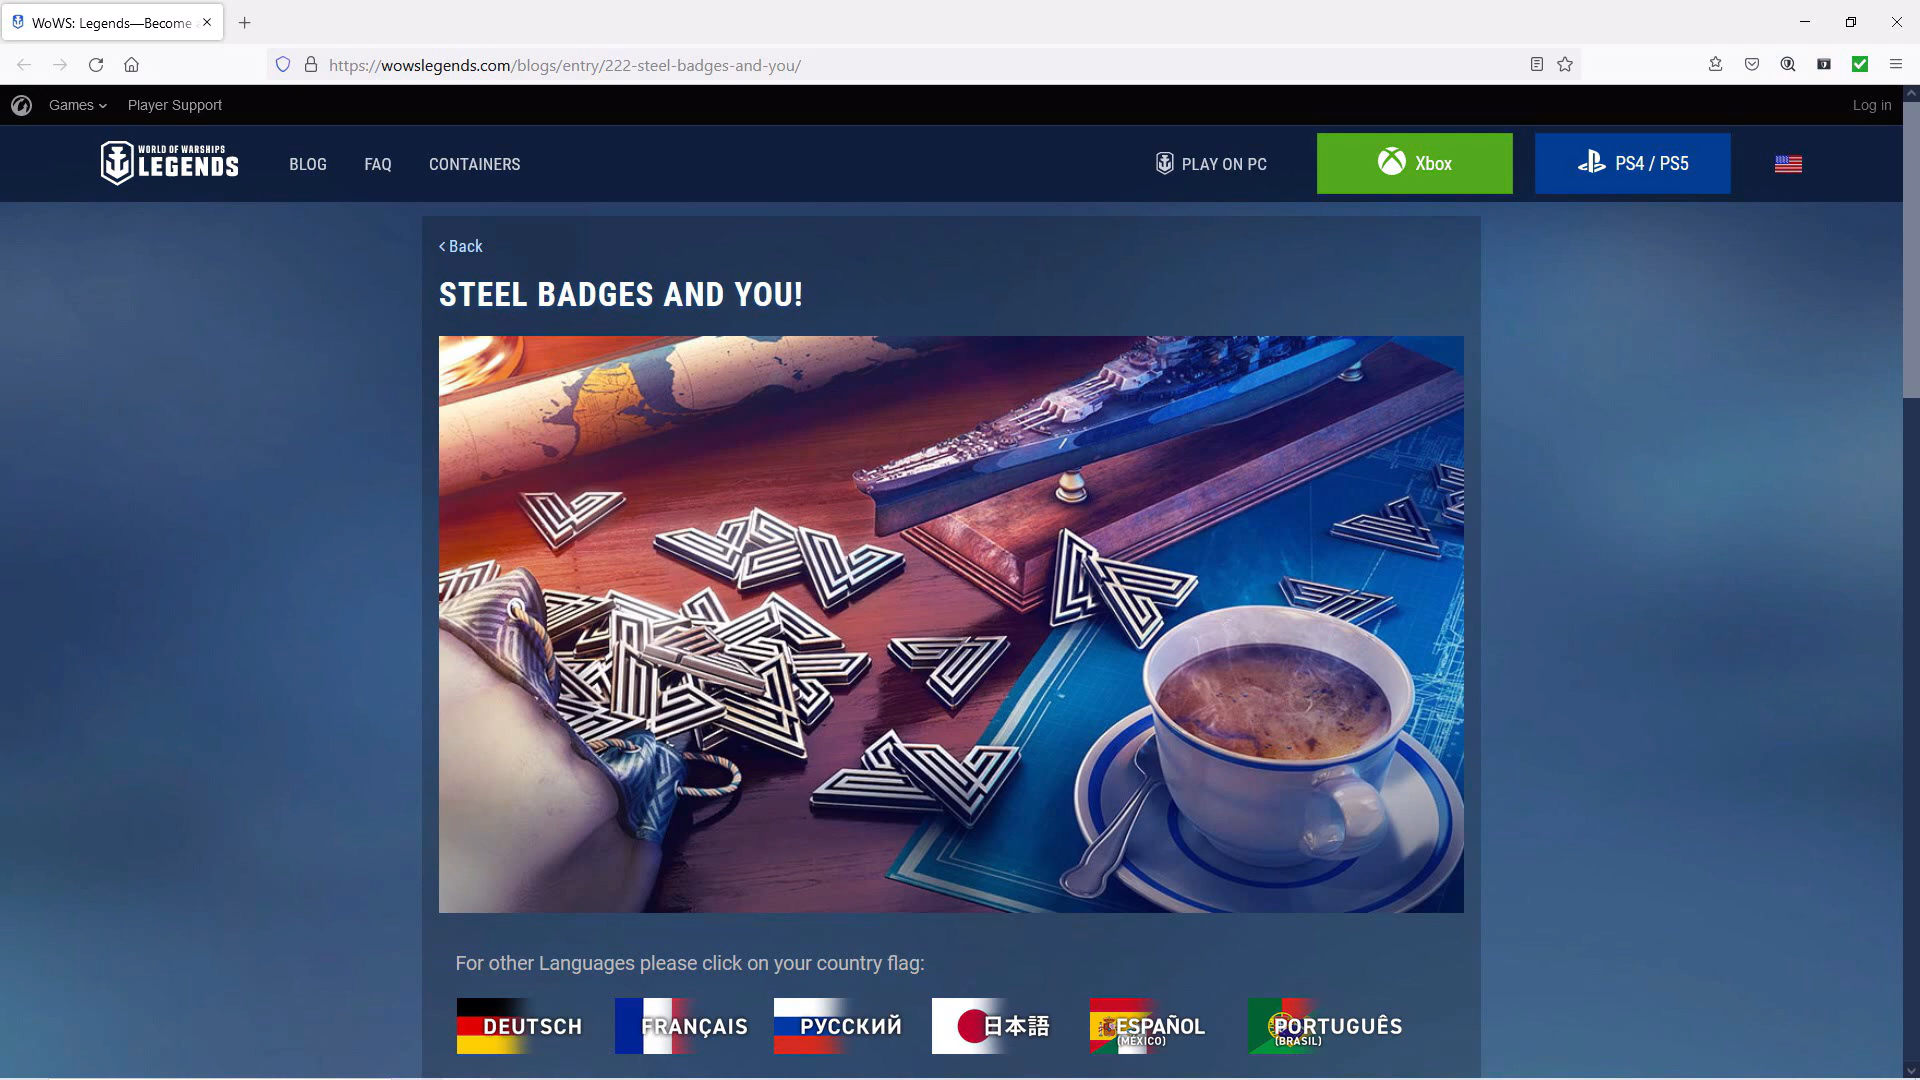 WoWS: Legends—Become
https://wowslegends.com/blogs/entry/222-steel-badges-and-you/
Games
Player Support
Log in
WORLD OF WARSHIPS
LEGENDS
BLOG
FAQ
CONTAINERS
PLAY ON PC
Xbox
PS4 / PS5
Back
STEEL BADGES AND YOU!
For other Languages please click on your country flag:
DEUTSCH
FRANÇAIS
РУССКИЙ
日本語
ESPAÑOL
(MÉXICO)
PORTUGUÊS
(BRASIL)